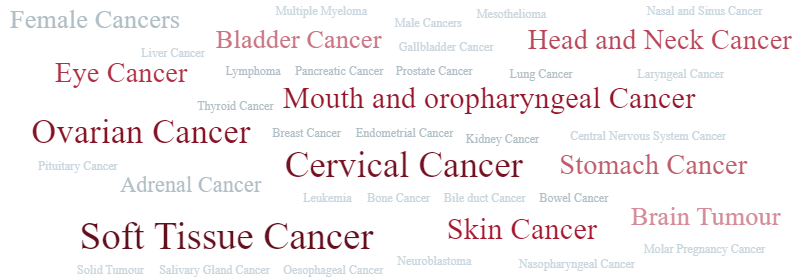 Multiple Myeloma
Mesothelioma
Nasal and Sinus Cancer
Female Cancers
Male Cancers
Bladder Cancer
Head and Neck Cancer
Liver Cancer
Gallbladder Cancer
Eye Cancer
Lymphoma
Pancreatic Cancer
Prostate Cancer
Lung Cancer
Laryngeal Cancer
Thyroid Cancer
Mouth and oropharyngeal Cancer
Ovarian Cancer
Breast Cancer
Endometrial Cancer
Kidney Cancer
Central Nervous System Cancer
Pituitary Cancer
Cervical Cancer
Stomach Cancer
Adrenal Cancer
Leukemia
Bone Cancer
Bile duct Cancer
Bowel Cancer
Soft Tissue Cancer
Skin Cancer
Brain Tumour
Molar Pregnancy Cancer
Solid Tumour
Salivary Gland Cancer
Oesophageal Cancer
Neuroblastoma
Nasopharyngeal Cancer